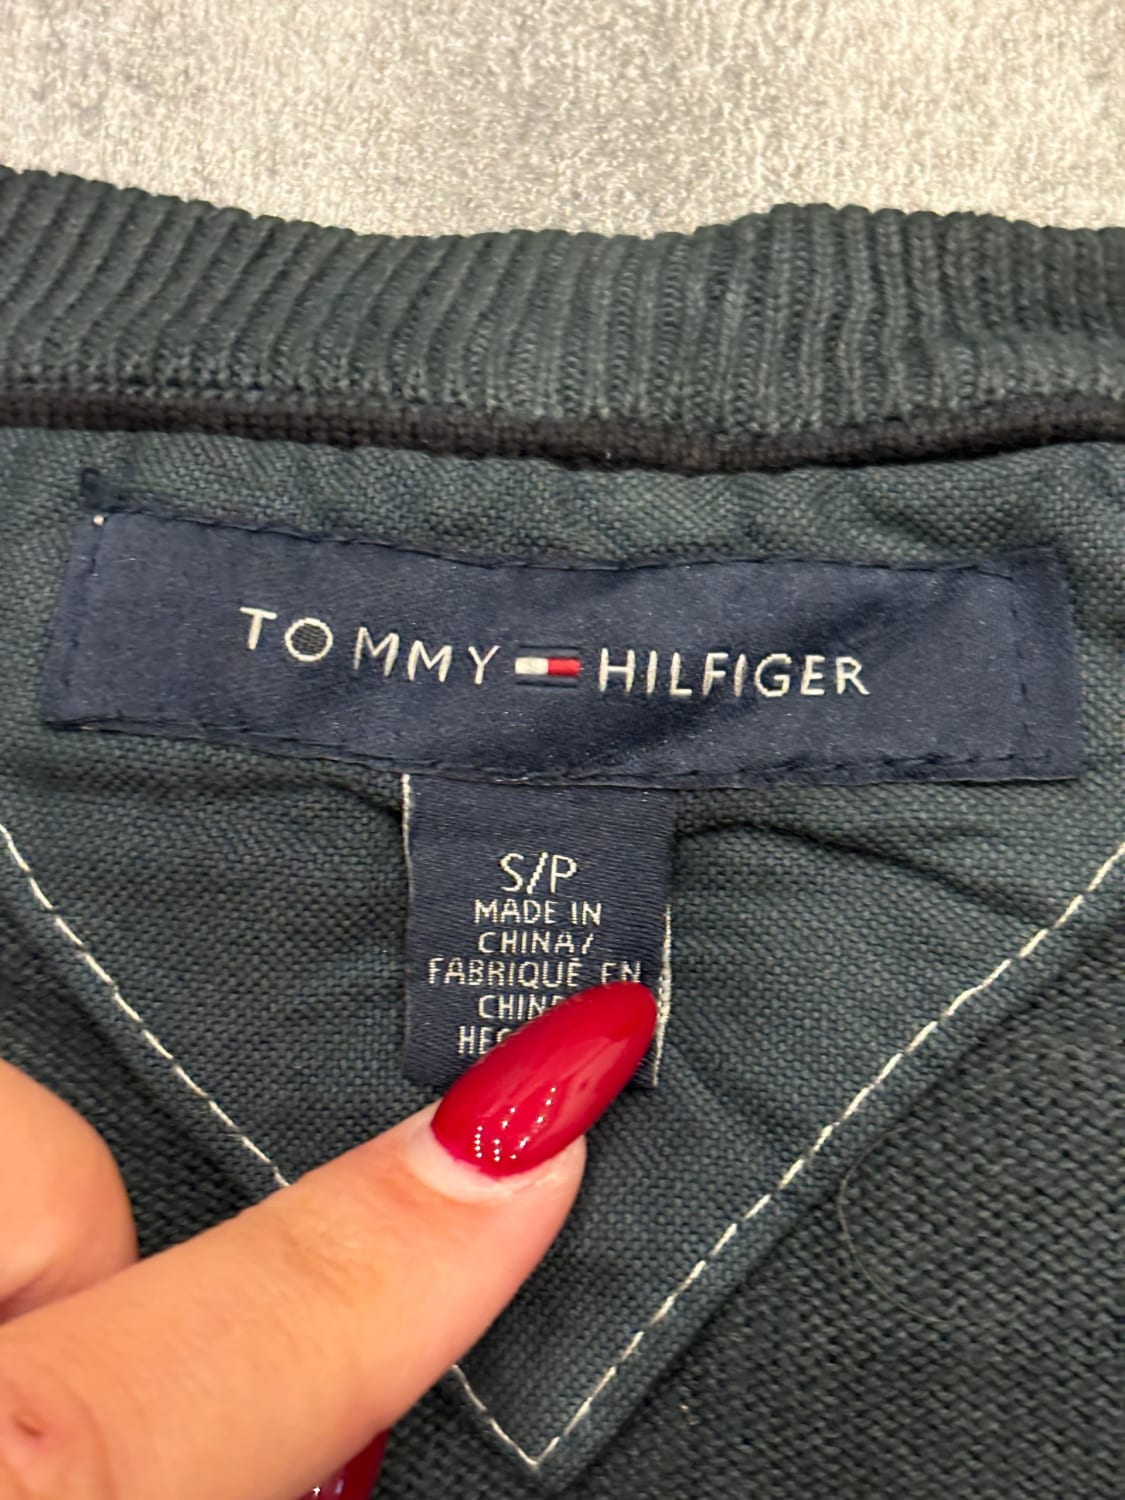 TOMMY HILFIGER
S/P
MADE IN
CHINA/
FABRIQUÉ EN